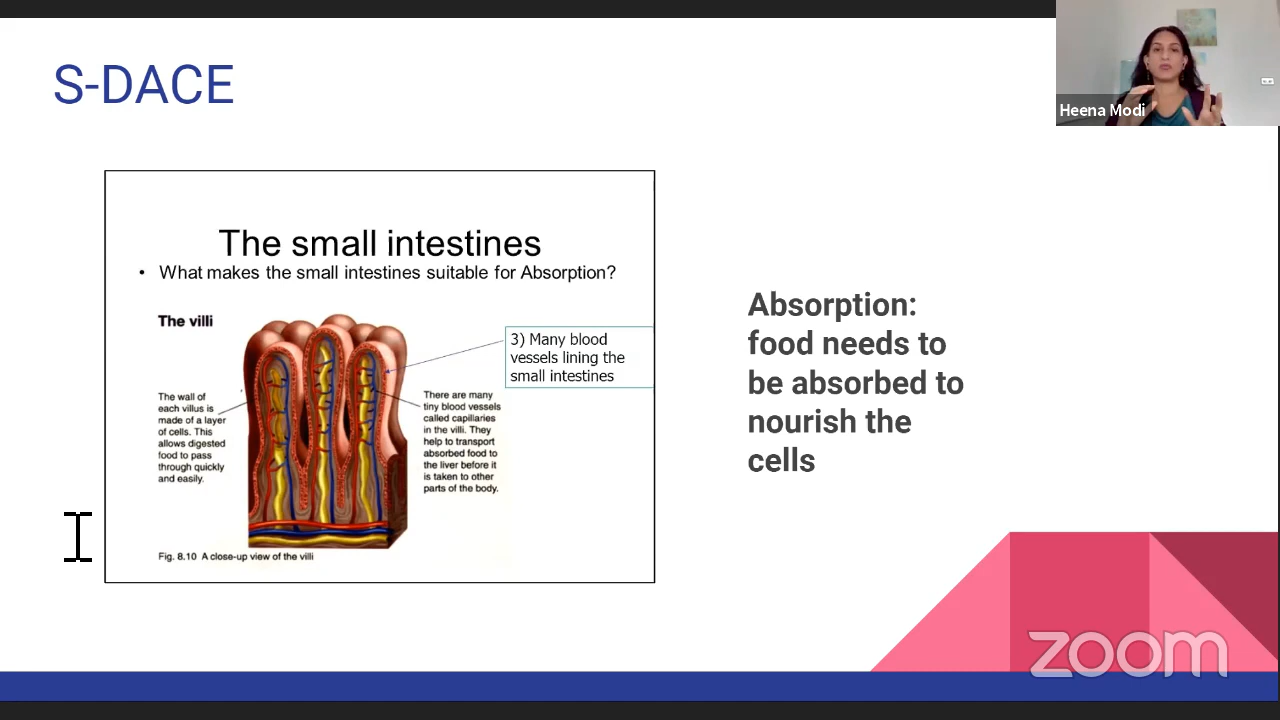 S-DACE
Heena Modi
The small intestines
• What makes the small intestines suitable for Absorption?
The villi
3) Many blood
vessels lining the
small intestines
The wall of
each villus is
made of a layer
of cells. This
allows digested
food to pass
through quickly
and easily.
There are many
tiny blood vessels
called capillaries
in the villi. They
help to transport
absorbed food to
the liver before it
is taken to other
parts of the body.
Fig. 8.10 A close-up view of the villi
Absorption:
food needs to
be absorbed to
nourish the
cells
zoom